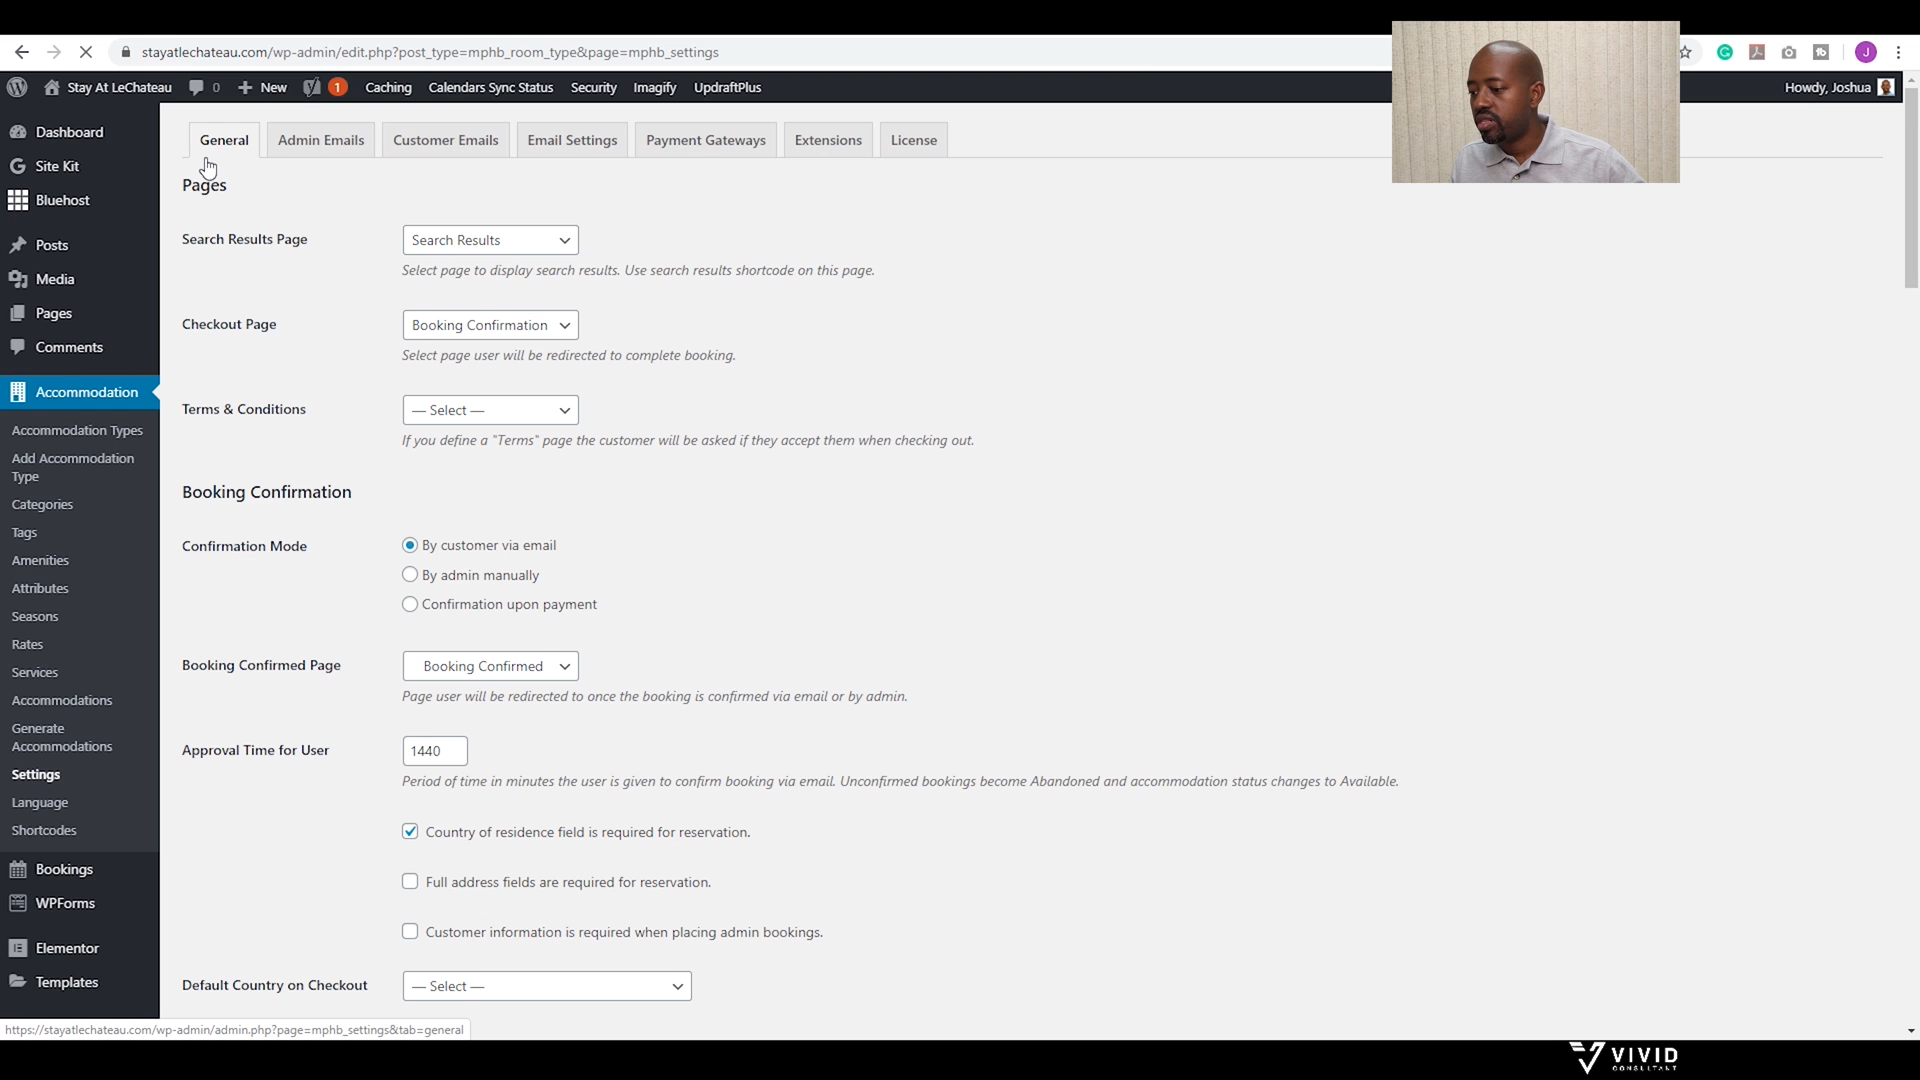 stayatlechateau.com/wp-admin/edit.php?post_type=mphb_room_type&page=mphb_settings
J
Stay At LeChateau
0
New
1
Caching
Calendars Sync Status
Security
Imagify
UpdraftPlus
Howdy, Joshua
Dashboard
Site Kit
Bluehost
Posts
Media
Pages
Comments
Accommodation
Accommodation Types
Add Accommodation
Type
Categories
Tags
Amenities
Attributes
Seasons
Rates
Services
Accommodations
Generate
Accommodations
Settings
Language
Shortcodes
Bookings
WPForms
Elementor
Templates
General
Admin Emails
Customer Emails
Email Settings
Payment Gateways
Extensions
License
Pages
Search Results Page
Search Results
Select page to display search results. Use search results shortcode on this page.
Checkout Page
Booking Confirmation
Select page user will be redirected to complete booking.
Terms & Conditions
— Select —
If you define a "Terms" page the customer will be asked if they accept them when checking out.
Booking Confirmation
Confirmation Mode
By customer via email
By admin manually
Confirmation upon payment
Booking Confirmed Page
Booking Confirmed
Page user will be redirected to once the booking is confirmed via email or by admin.
Approval Time for User
1440
Period of time in minutes the user is given to confirm booking via email. Unconfirmed bookings become Abandoned and accommodation status changes to Available.
Country of residence field is required for reservation.
Full address fields are required for reservation.
Customer information is required when placing admin bookings.
Default Country on Checkout
— Select —
https://stayatlechateau.com/wp-admin/admin.php?page=mphb_settings&tab=general
VIVID
CONSULTANT